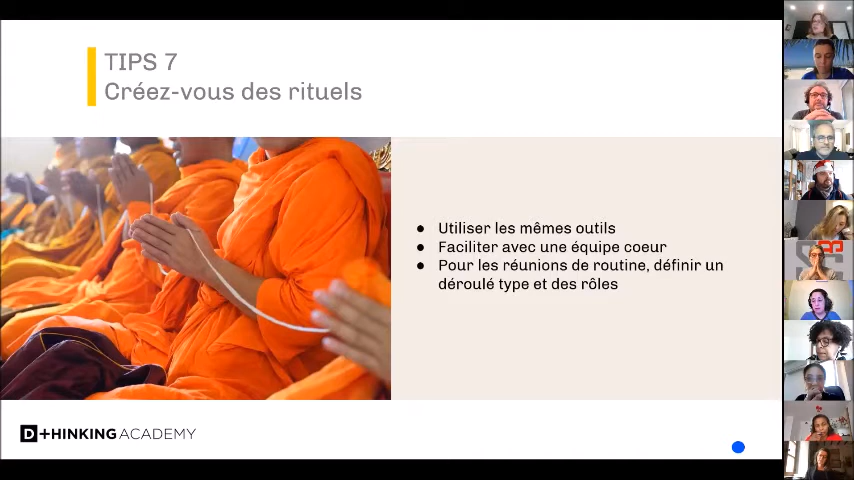 TIPS 7
Créez-vous des rituels
● Utiliser les mêmes outils
● Faciliter avec une équipe coeur
● Pour les réunions de routine, définir un
déroulé type et des rôles
D+HINKING ACADEMY